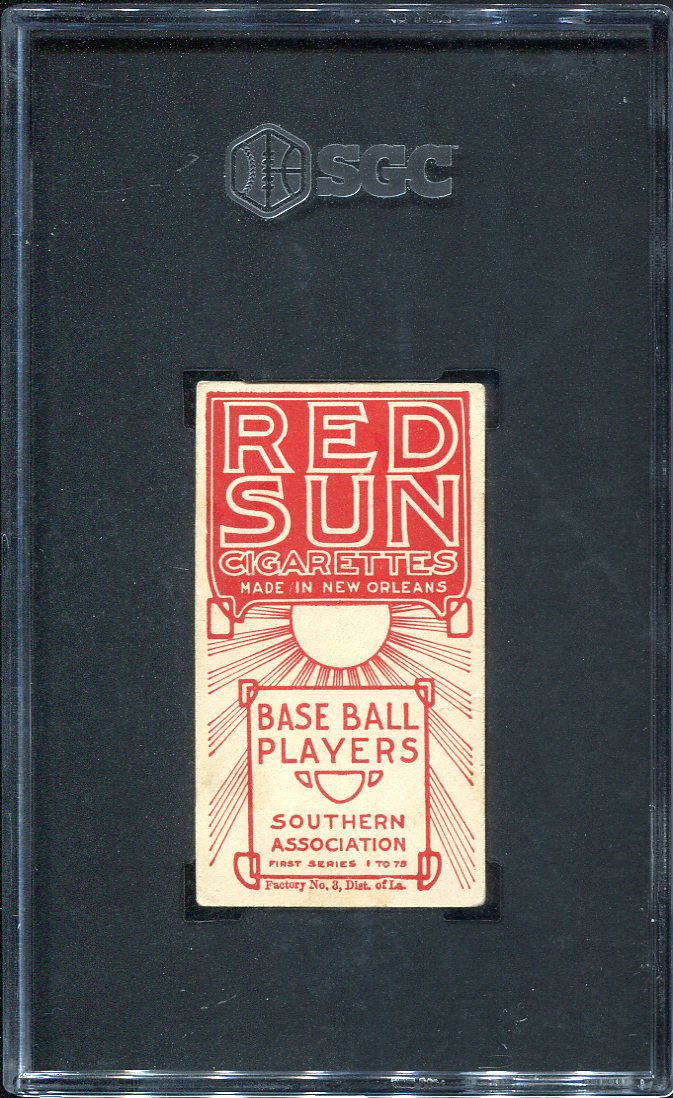 SGC
RED
SUN
CIGARETTES
MADE IN NEW ORLEANS
BASE BALL
PLAYERS
SOUTHERN
ASSOCIATION
FIRST SERIES 1 TO 75
Factory No. 3, Dist. of La.